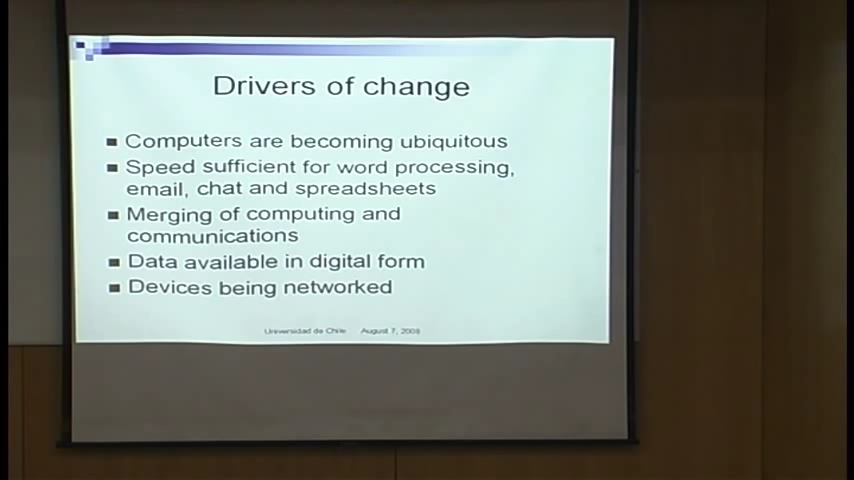 Drivers of change
■ Computers are becoming ubiquitous
■ Speed sufficient for word processing,
email, chat and spreadsheets
■ Merging of computing and
communications
■ Data available in digital form
■ Devices being networked
Universidad de Chile August 7, 2008